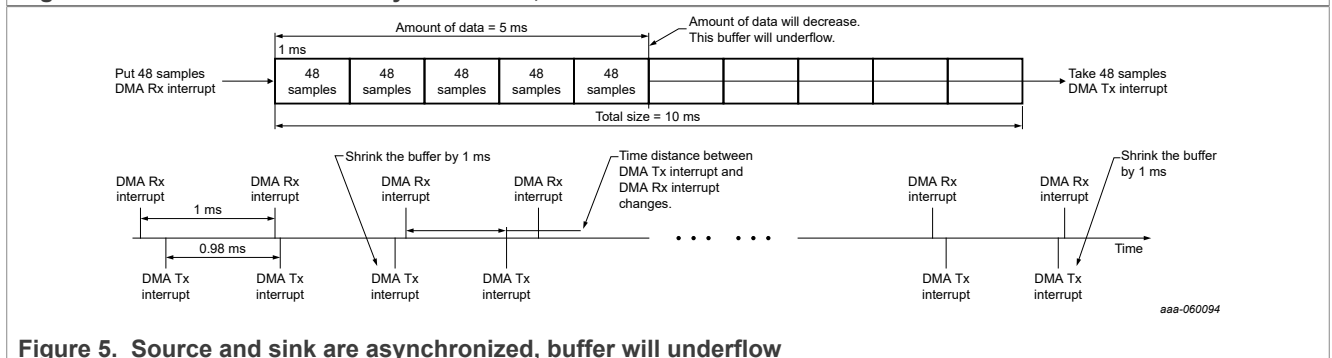 Amount of data = 5 ms
Amount of data will decrease.
This buffer will underflow.
1 ms
Put 48 samples
DMA Rx interrupt
48
samples
48
samples
48
samples
48
samples
48
samples
Take 48 samples
DMA Tx interrupt
Total size = 10 ms
Shrink the buffer by 1 ms
Time distance between
DMA Tx interrupt and
DMA Rx interrupt
changes.
Shrink the buffer
by 1 ms
DMA Rx
interrupt
DMA Rx
interrupt
DMA Rx
interrupt
DMA Rx
interrupt
DMA Rx
interrupt
DMA Rx
interrupt
1 ms
0.98 ms
Time
DMA Tx
interrupt
DMA Tx
interrupt
DMA Tx
interrupt
DMA Tx
interrupt
DMA Tx
interrupt
DMA Tx
interrupt
aaa-060094
Figure 5. Source and sink are asynchronized, buffer will underflow